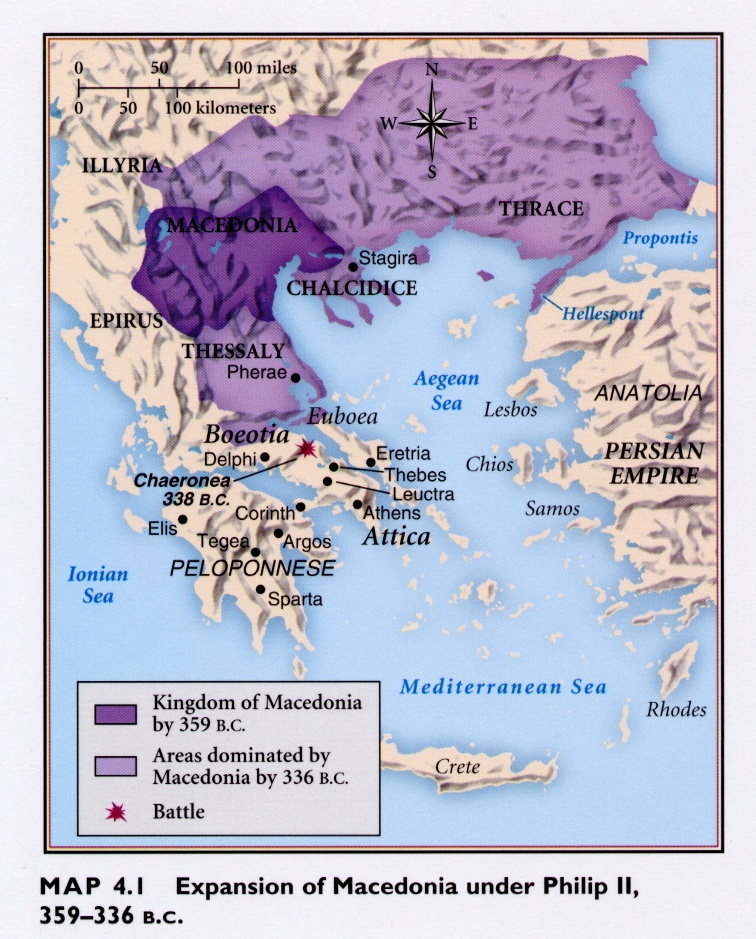 0 50 100 miles
0 50 100 kilometers
N
W E
S
ILLYRIA
MACEDONIA
THRACE
Propontis
Stagira
CHALCIDICE
Hellespont
EPIRUS
THESSALY
Pherae
Aegean
Sea
Lesbos
ANATOLIA
Euboea
Boeotia
Delphi
Eretria
Thebes
Leuctra
Chaeronea
338 B.C.
Chios
PERSIAN
EMPIRE
Corinth
Athens
Attica
Samos
Elis
Tegea
Argos
PELOPONNESE
Ionian
Sea
Sparta
Mediterranean Sea
Rhodes
Crete
Kingdom of Macedonia
by 359 B.C.
Areas dominated by
Macedonia by 336 B.C.
Battle
MAP 4.1 Expansion of Macedonia under Philip II,
359–336 B.C.